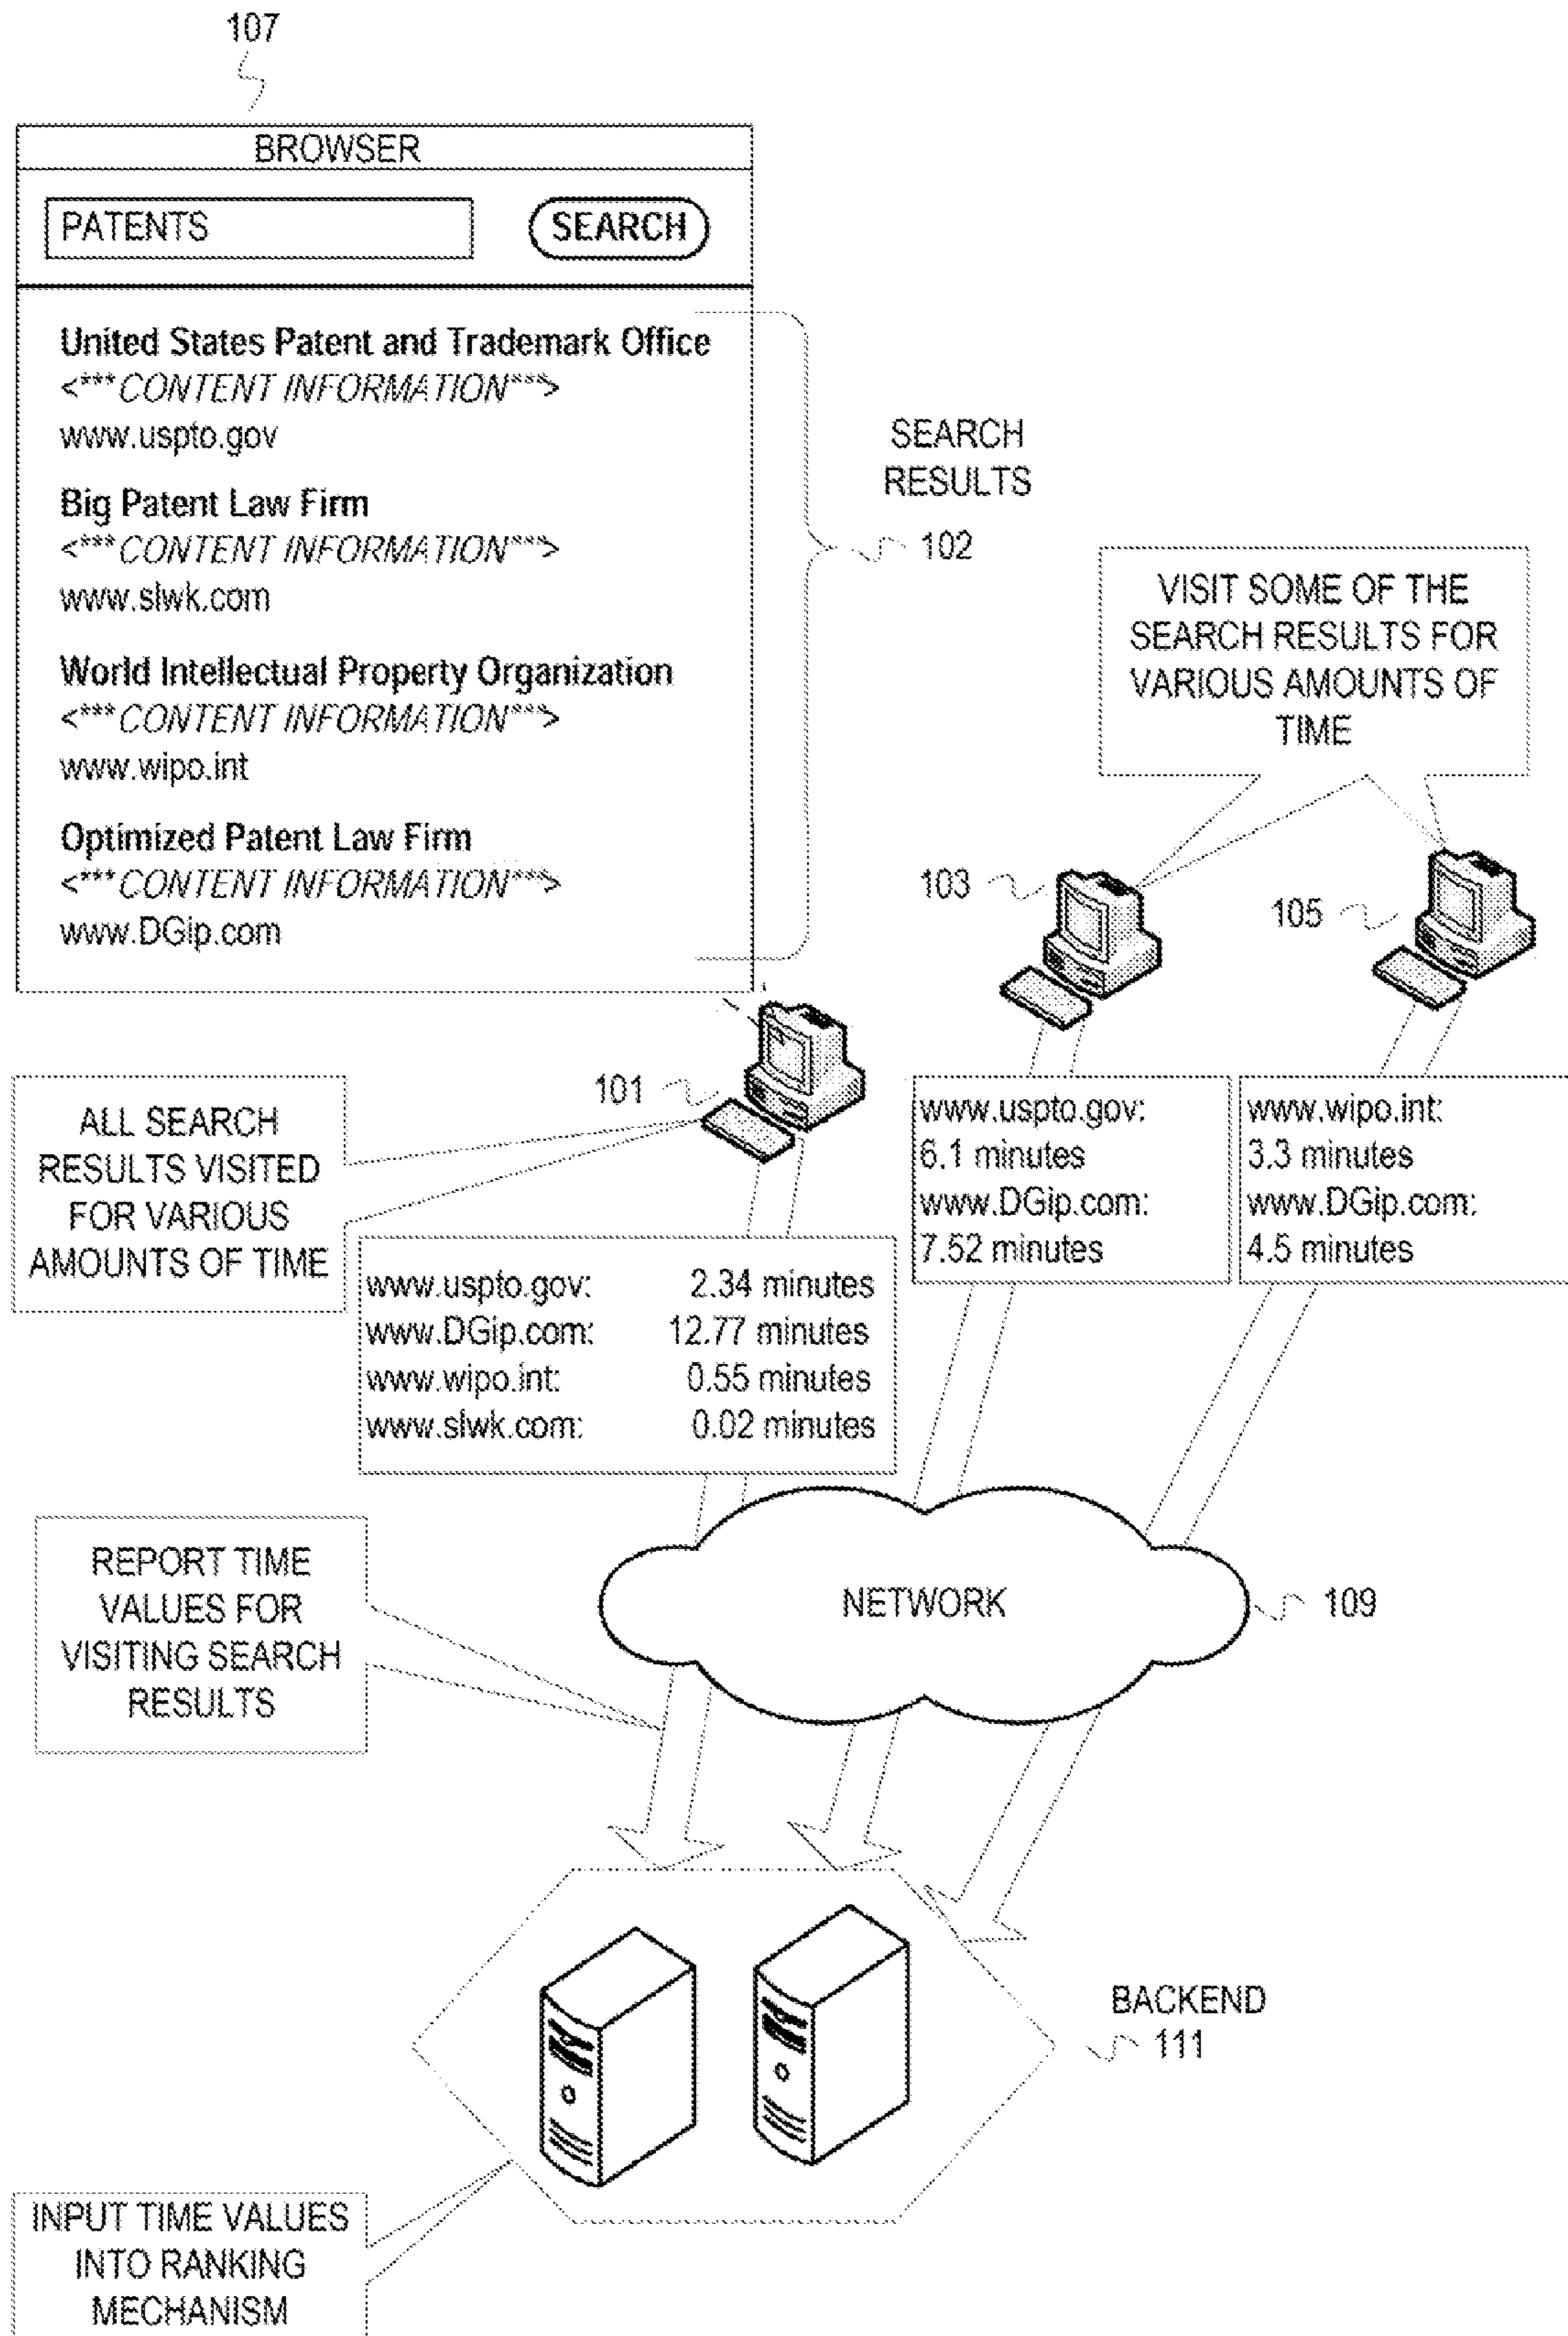 107
BROWSER
PATENTS
SEARCH
United States Patent and Trademark Office
<***CONTENT INFORMATION***>
www.uspto.gov
Big Patent Law Firm
<***CONTENT INFORMATION***>
www.slwk.com
World Intellectual Property Organization
<***CONTENT INFORMATION***>
www.wipo.int
Optimized Patent Law Firm
<***CONTENT INFORMATION***>
www.DGip.com
SEARCH
RESULTS
102
VISIT SOME OF THE
SEARCH RESULTS FOR
VARIOUS AMOUNTS OF
TIME
103
105
101
ALL SEARCH
RESULTS VISITED
FOR VARIOUS
AMOUNTS OF TIME
www.uspto.gov: 2.34 minutes
www.DGip.com: 12.77 minutes
www.wipo.int: 0.55 minutes
www.slwk.com: 0.02 minutes
www.uspto.gov:
6.1 minutes
www.DGip.com:
7.52 minutes
www.wipo.int:
3.3 minutes
www.DGip.com:
4.5 minutes
REPORT TIME
VALUES FOR
VISITING SEARCH
RESULTS
NETWORK
109
BACKEND
111
INPUT TIME VALUES
INTO RANKING
MECHANISM